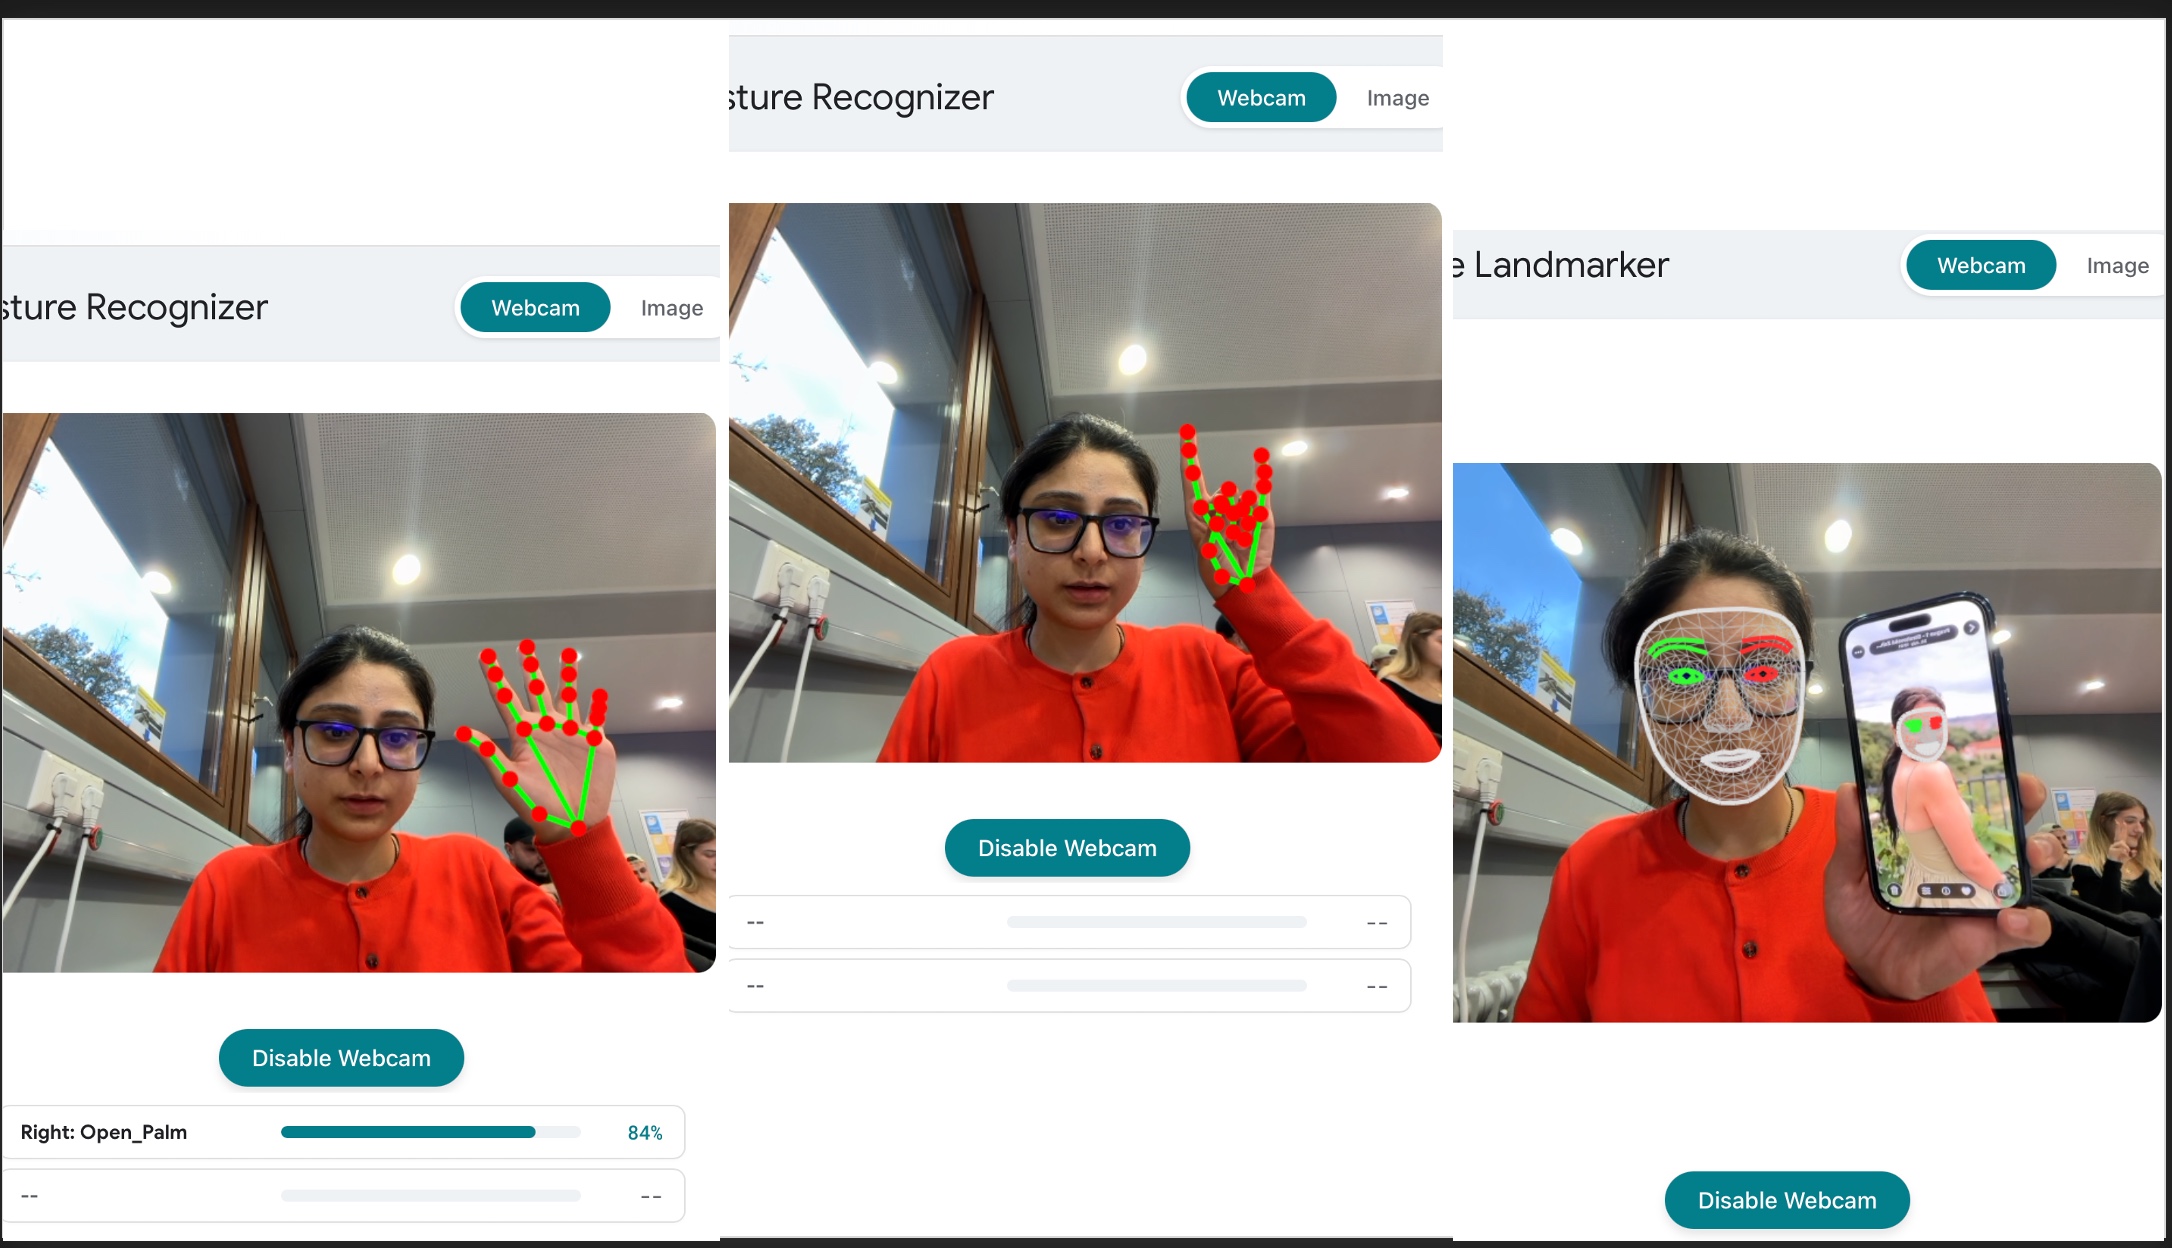 sture Recognizer
Webcam
Image
Disable Webcam
Right: Open_Palm
84%
--
--
sture Recognizer
Webcam
Image
Disable Webcam
--
--
--
--
e Landmarker
Webcam
Image
Disable Webcam